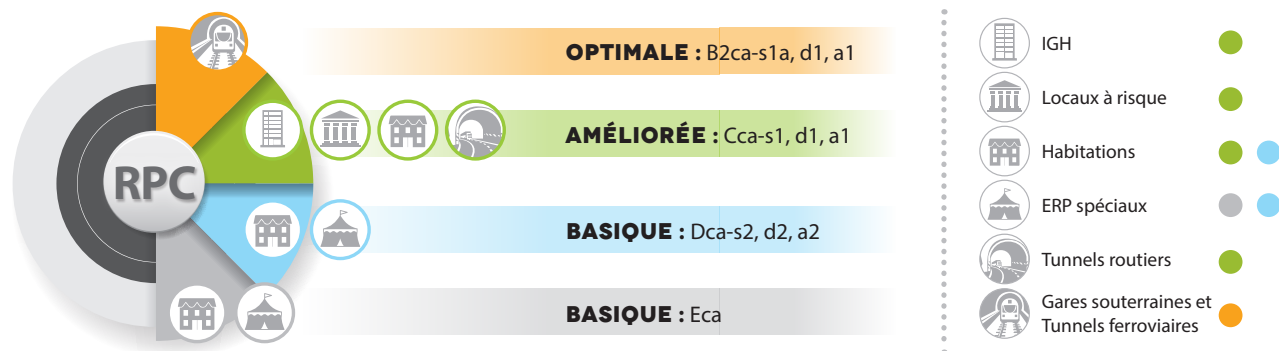 RPC
OPTIMALE : B2ca-s1a, d1, a1
AMÉLIORÉE : Cca-s1, d1, a1
BASIQUE : Dca-s2, d2, a2
BASIQUE : Eca
IGH
Locaux à risque
Habitations
ERP spéciaux
Tunnels routiers
Gares souterraines et
Tunnels ferroviaires